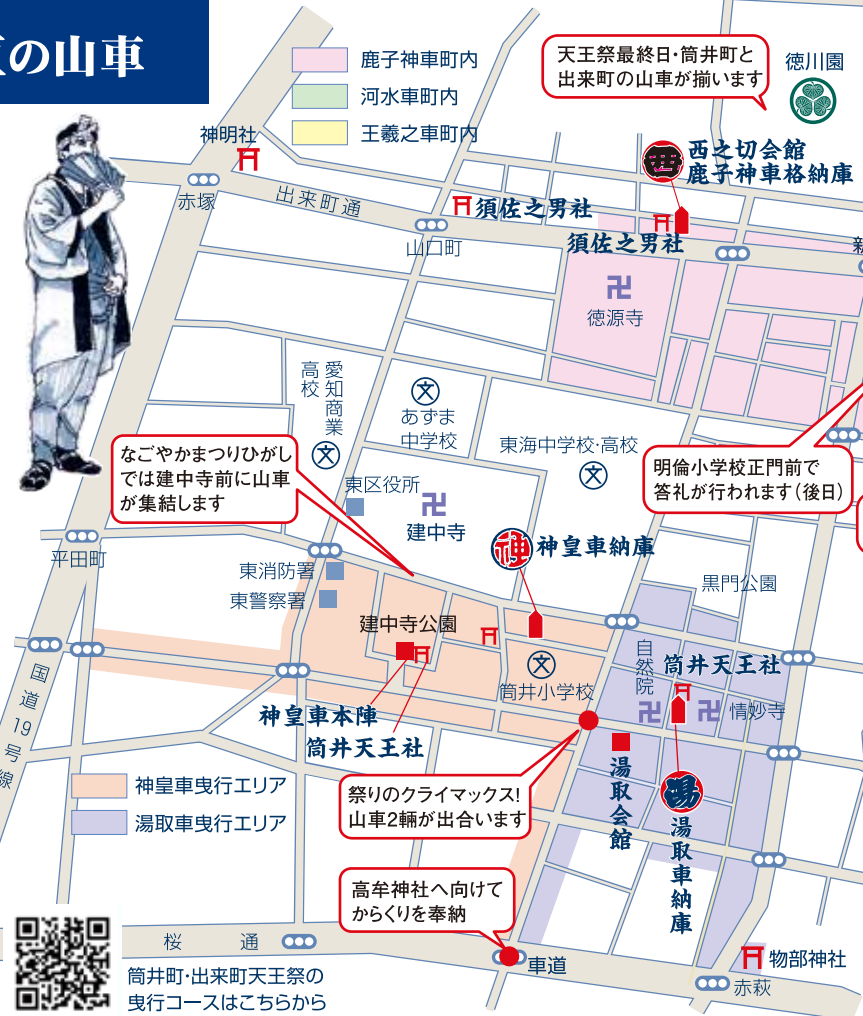 の山車
鹿子神車町内
河水車町内
王羲之車町内
天王祭最終日・筒井町と
出来町の山車が揃います
徳川園
神明社
赤塚
出来町通
須佐之男社
山口町
西
西之切会館
鹿子神車格納庫
須佐之男社
新
徳源寺
愛知商業
高校
文
文
あずま
中学校
東海中学校・高校
文
なごやかまつりひがし
では建中寺前に山車
が集結します
東区役所
建中寺
明倫小学校正門前で
答礼が行われます（後日）
神
神皇車納庫
平田町
東消防署
東警察署
黒門公園
建中寺公園
文
筒井小学校
自然院
筒井天王社
情妙寺
国道19号線
神皇車本陣
筒井天王社
神皇車曳行エリア
湯取車曳行エリア
祭りのクライマックス!
山車2輛が出合います
湯取会館
湯
湯取車納庫
高牟神社へ向けて
からくりを奉納
桜通
車道
物部神社
赤萩
筒井町・出来町天王祭の
曳行コースはこちらから